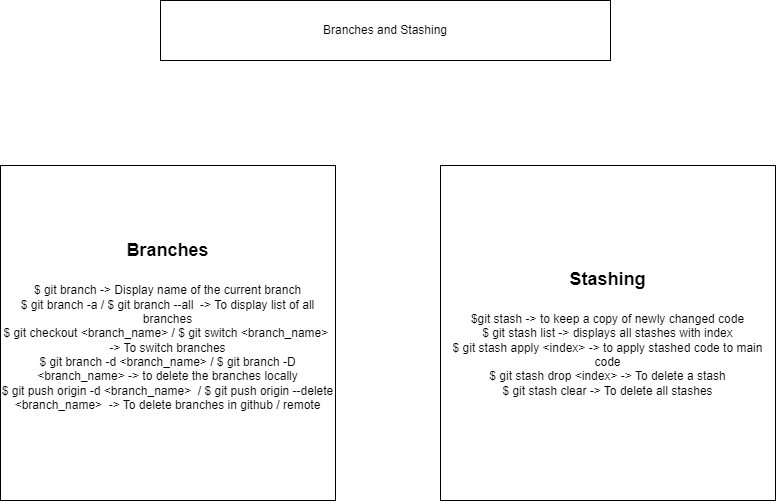 Branches and Stashing
Branches
$ git branch -> Display name of the current branch
$ git branch -a / $ git branch --all  -> To display list of all
branches
$ git checkout <branch_name> / $ git switch <branch_name>
-> To switch branches
$ git branch -d <branch_name> / $ git branch -D
<branch_name> -> to delete the branches locally
$ git push origin -d <branch_name>  / $ git push origin --delete
<branch_name>  -> To delete branches in github / remote
Stashing
$git stash -> to keep a copy of newly changed code
$ git stash list -> displays all stashes with index
$ git stash apply <index> -> to apply stashed code to main
code
$ git stash drop <index> -> To delete a stash
$ git stash clear -> To delete all stashes